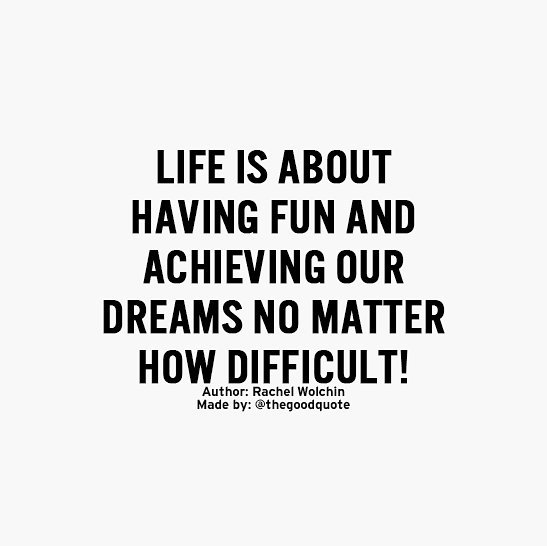 LIFE IS ABOUT
HAVING FUN AND
ACHIEVING OUR
DREAMS NO MATTER
HOW DIFFICULT!
Author: Rachel Wolchin
Made by: @thegoodquote